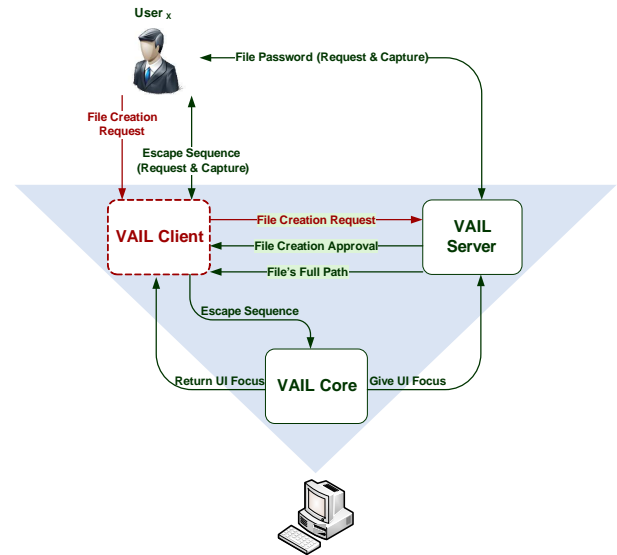 User x
File Password (Request & Capture)
File Creation
Request
Escape Sequence
(Request & Capture)
VAIL Client
File Creation Request
VAIL
Server
File Creation Approval
File's Full Path
Escape Sequence
Return UI Focus
VAIL Core
Give UI Focus